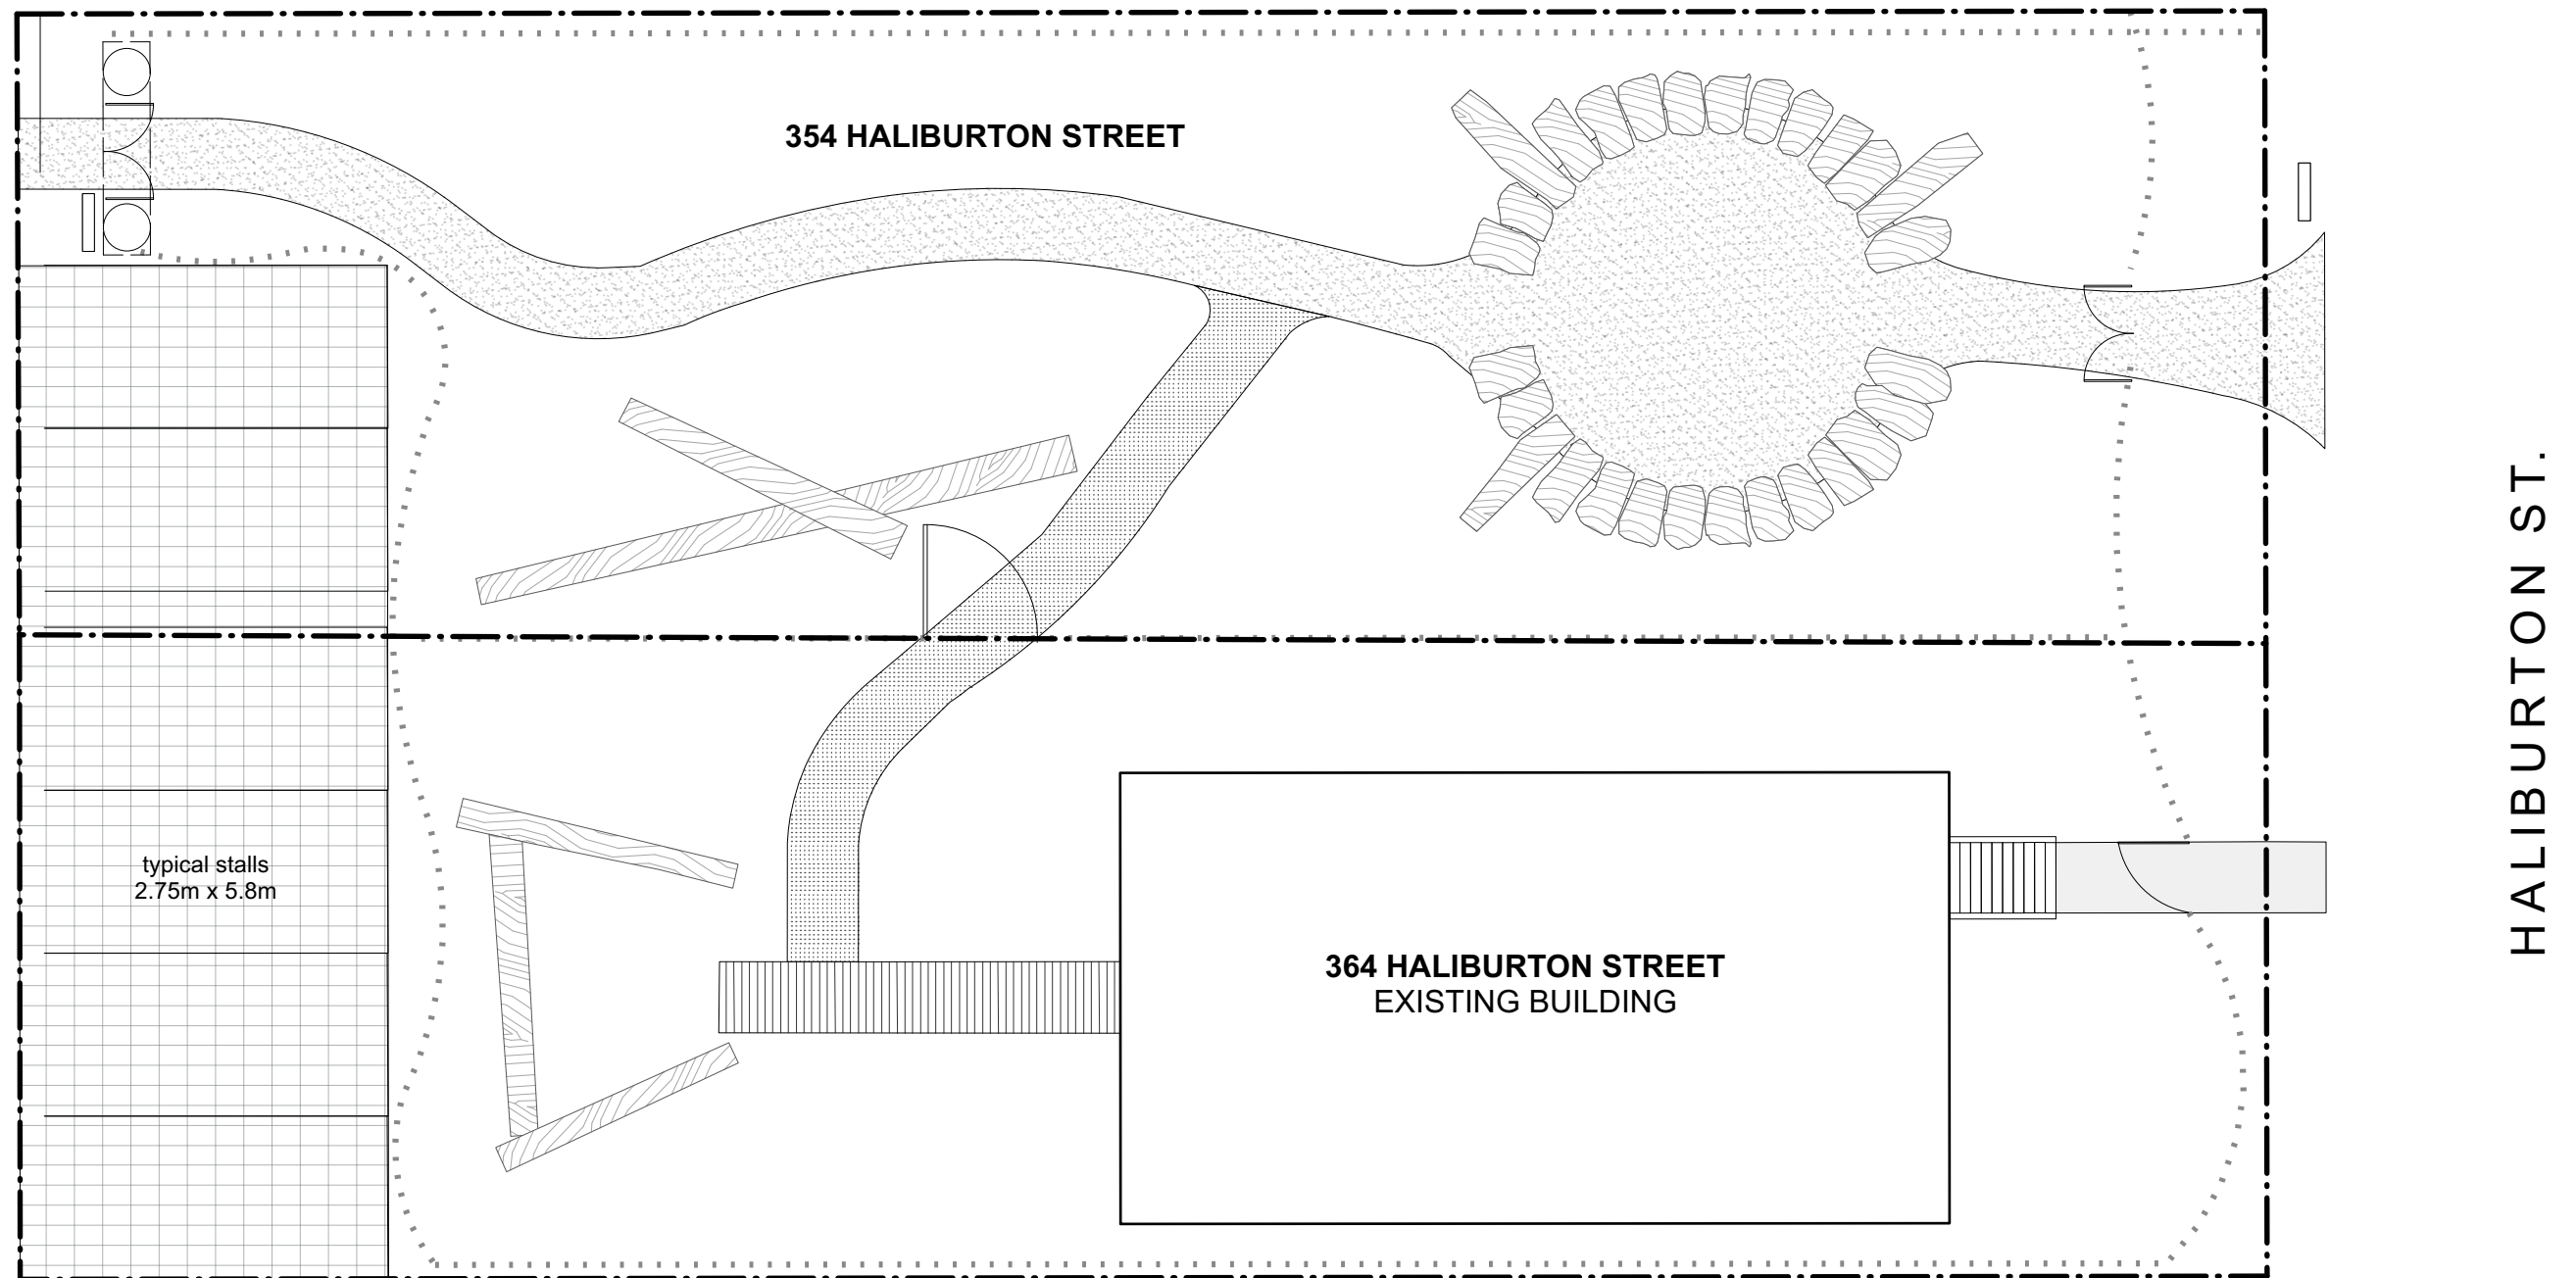 354 HALIBURTON STREET
HALIBURTON ST.
typical stalls
2.75m x 5.8m
364 HALIBURTON STREET
EXISTING BUILDING